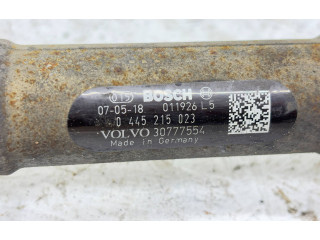 BOSCH
07-05-18 011926 L5
0 445 215 023
VOLVO 30777554
Made in Germany